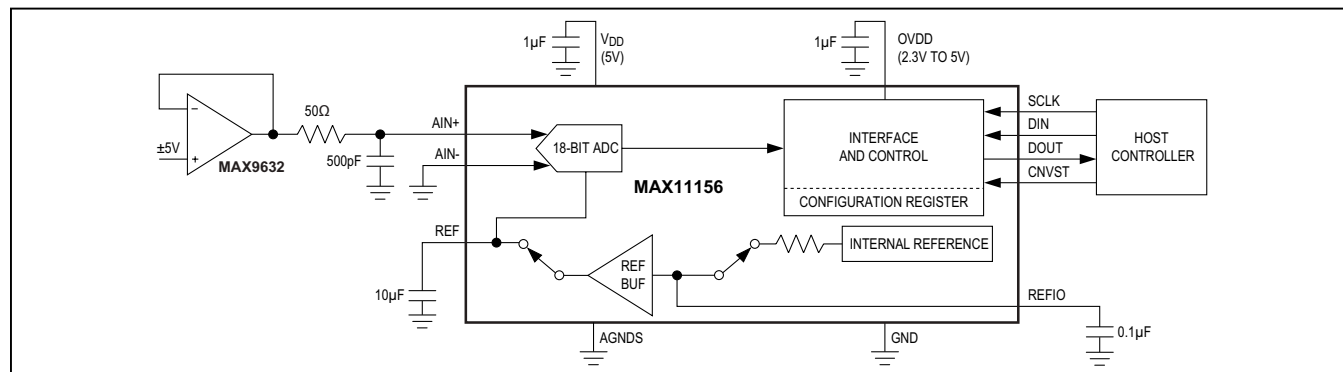 1µF
VDD
(5V)
1µF
OVDD
(2.3V TO 5V)
50Ω
AIN+
SCLK
DIN
DOUT
CNVST
INTERFACE
AND CONTROL
HOST
CONTROLLER
−
+
±5V
MAX9632
500pF
AIN-
18-BIT ADC
MAX11156
CONFIGURATION REGISTER
REF
REF
BUF
INTERNAL REFERENCE
10µF
REFIO
0.1µF
AGNDS
GND